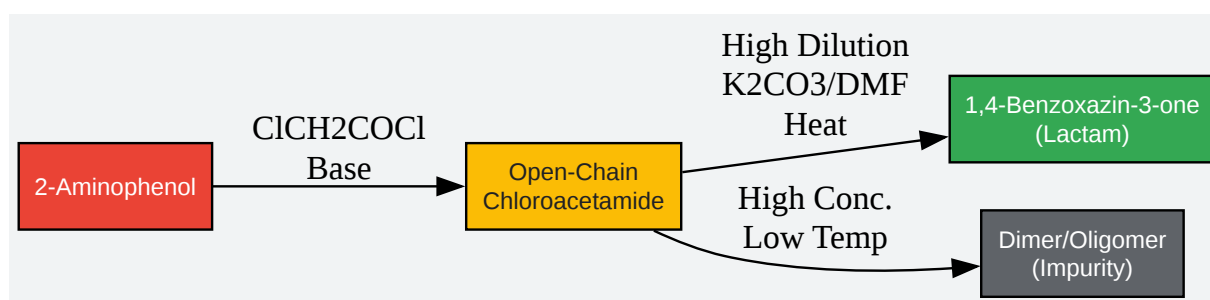 2-Aminophenol
ClCH2COCl
Base
Open-Chain
Chloroacetamide
High Dilution
K2CO3/DMF
Heat
1,4-Benzoxazin-3-one
(Lactam)
High Conc.
Low Temp
Dimer/Oligomer
(Impurity)